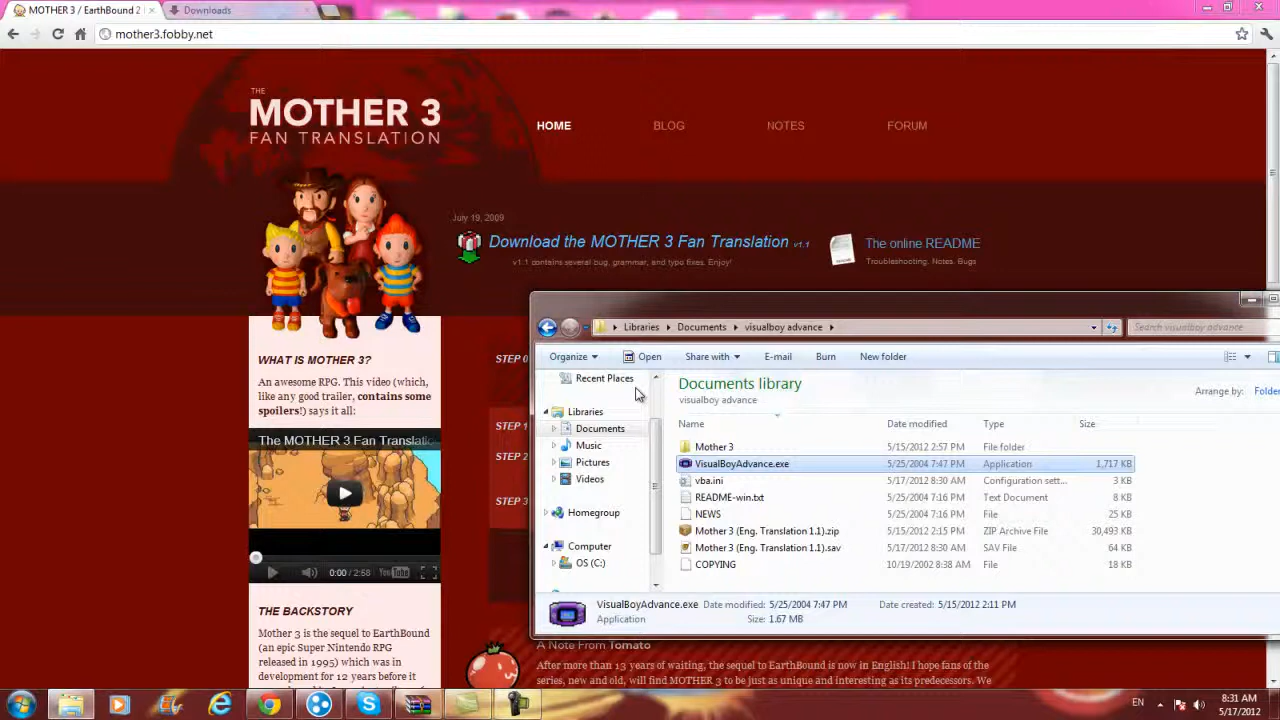 MOTHER 3 / EarthBound 2
Downloads
mother3.fobby.net
THE
MOTHER 3
FAN TRANSLATION
HOME
BLOG
NOTES
FORUM
July 19, 2009
Download the MOTHER 3 Fan Translation v1.1
v1.1 contains several bug, grammar, and typo fixes. Enjoy!
The online README
Troubleshooting. Notes. Bugs
WHAT IS MOTHER 3?
An awesome RPG. This video (which,
like any good trailer, contains some
spoilers!) says it all:
The MOTHER 3 Fan Translatic
0:00 / 2:58
YouTube
THE BACKSTORY
Mother 3 is the sequel to EarthBound
(an epic Super Nintendo RPG
released in 1995) which was in
development for 12 years before it
STEP 0
STEP 1
STEP 2
STEP 3
Libraries
Documents
visualboy advance
Search visualboy advance
Organize
Open
Share with
E-mail
Burn
New folder
Recent Places
Libraries
Documents
Music
Pictures
Videos
Homegroup
Computer
OS (C:)
Documents library
visualboy advance
Arrange by:
Folder
Name
Date modified
Type
Size
Mother 3 5/15/2012 2:57 PM File folder
VisualBoyAdvance.exe 5/25/2004 7:47 PM Application 1,717 KB
vba.ini 5/17/2012 8:30 AM Configuration sett... 3 KB
README-win.txt 5/25/2004 7:16 PM Text Document 8 KB
NEWS 5/25/2004 7:16 PM File 25 KB
Mother 3 (Eng. Translation 1.1).zip 5/15/2012 2:15 PM ZIP Archive File 30,493 KB
Mother 3 (Eng. Translation 1.1).sav 5/17/2012 8:30 AM SAV File 64 KB
COPYING 10/19/2002 8:38 AM File 18 KB
VisualBoyAdvance.exe Date modified: 5/25/2004 7:47 PM Date created: 5/15/2012 2:11 PM
Application Size: 1.67 MB
A Note From Tomato
After more than 13 years of waiting, the sequel to EarthBound is now in English! I hope fans of the
series, new and old, will find MOTHER 3 to be just as unique and interesting as its predecessors. We
EN
8:31 AM
5/17/2012